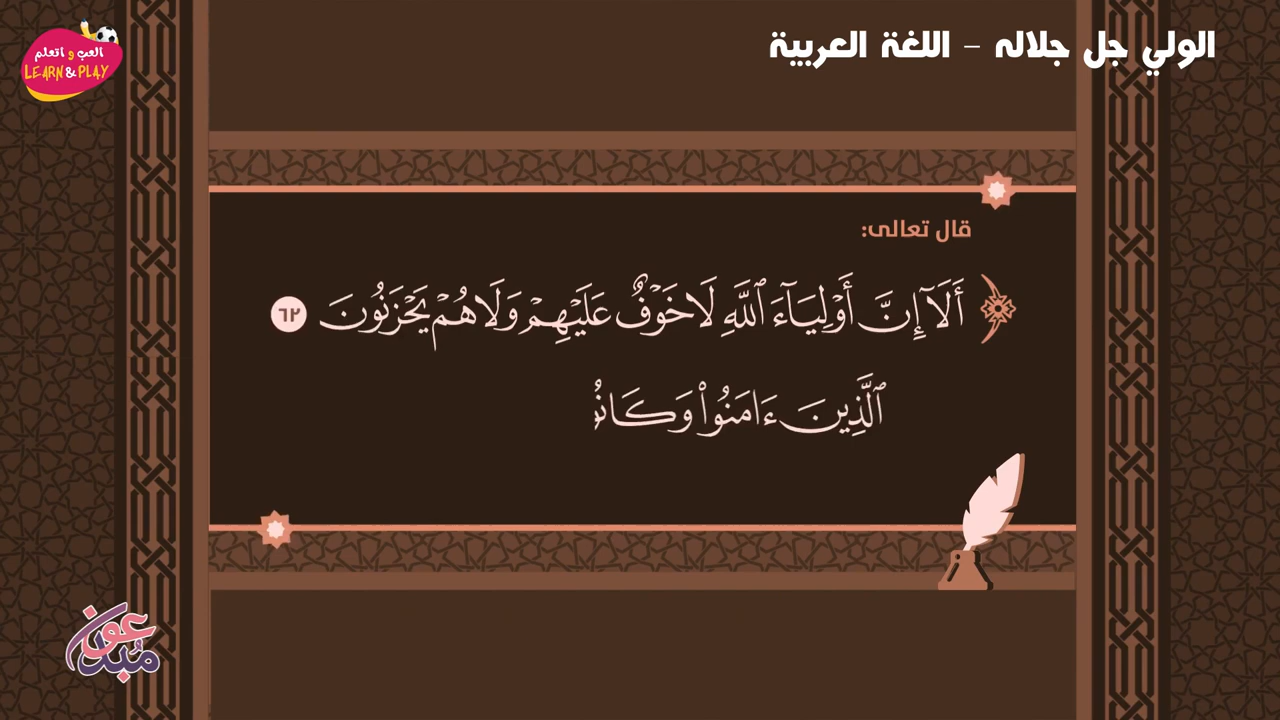 الولي جل جلاله – اللغة العربية
العب و اتعلم
LEARN & PLAY
قال تعالى:
﴿ أَلَآ إِنَّ أَوْلِيَآءَ ٱللَّهِ لَا خَوْفٌ عَلَيْهِمْ وَلَا هُمْ يَحْزَنُونَ ٦٢
ٱلَّذِينَ ءَامَنُوا۟ وَكَانُو
مبدعون